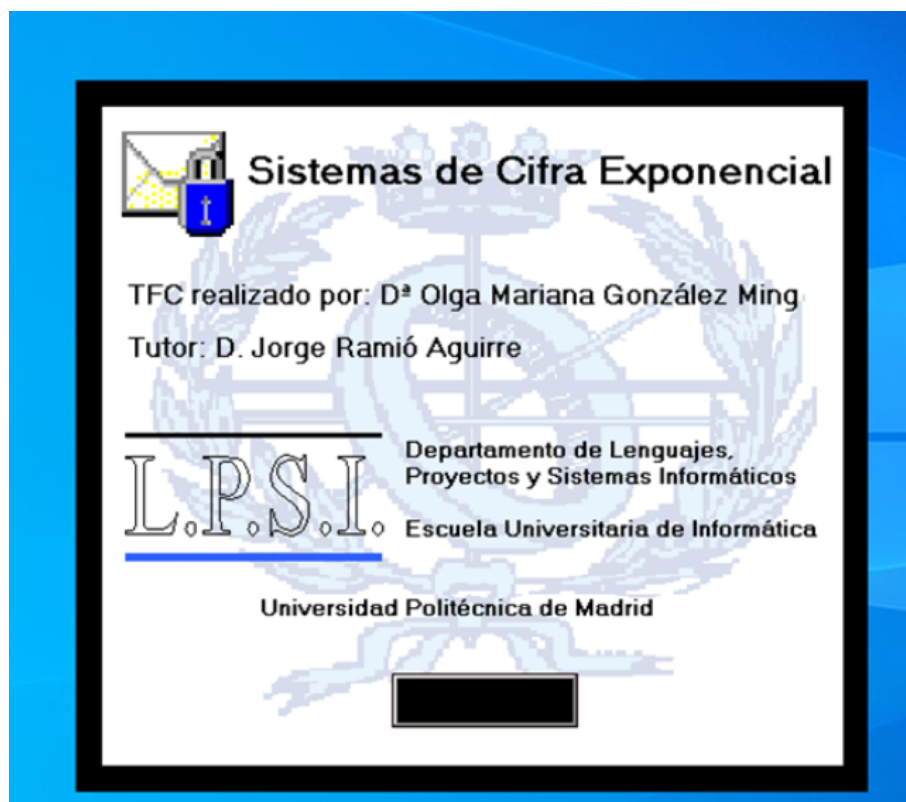 Sistemas de Cifra Exponencial
TFC realizado por: Dª Olga Mariana González Ming
Tutor: D. Jorge Ramió Aguirre
L.P.S.I.
Departamento de Lenguajes,
Proyectos y Sistemas Informáticos
Escuela Universitaria de Informática
Universidad Politécnica de Madrid